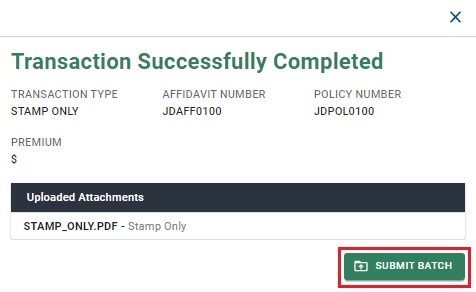 Transaction Successfully Completed
TRANSACTION TYPE AFFIDAVIT NUMBER POLICY NUMBER
STAMP ONLY JDAFF0100 JDPOL0100
PREMIUM
$
Uploaded Attachments
STAMP_ONLY.PDF - Stamp Only
SUBMIT BATCH